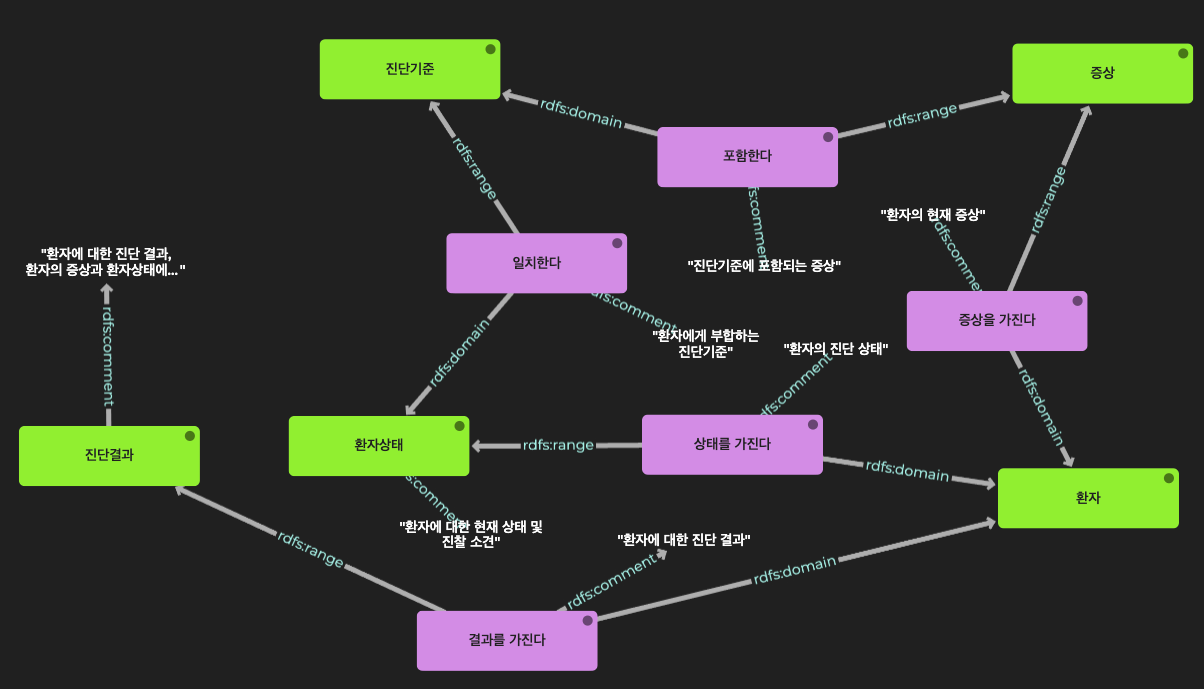 진단기준
증상
rdfs:domain
rdfs:range
포함한다
rdfs:range
rdfs:range
rdfs:comment
"환자의 현재 증상"
"환자에 대한 진단 결과,
환자의 증상과 환자상태에..."
일치한다
"진단기준에 포함되는 증상"
rdfs:comment
rdfs:comment
증상을 가진다
rdfs:comment
"환자에게 부합하는
진단기준"
"환자의 진단 상태"
rdfs:domain
rdfs:comment
rdfs:domain
진단결과
환자상태
rdfs:range
상태를 가진다
rdfs:domain
환자
s:comme
"환자에 대한 현재 상태 및
진찰 소견"
"환자에 대한 진단 결과"
rdfs:range
rdfs:comment
rdfs:domain
결과를 가진다